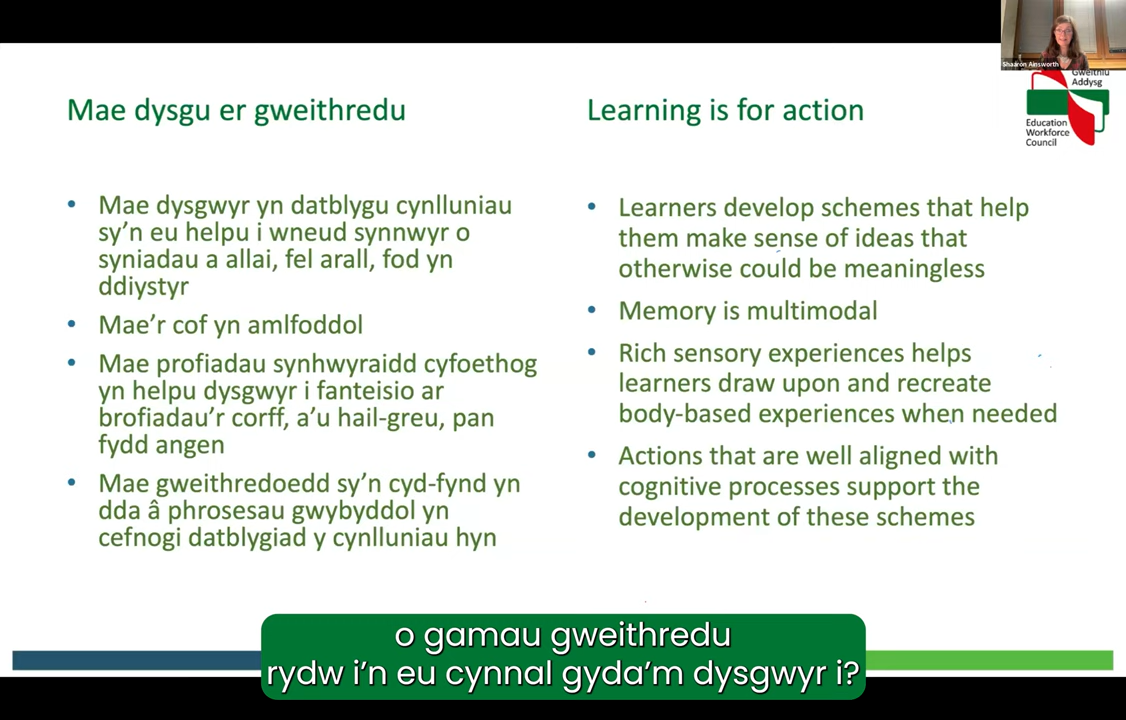 Shaaron Ainsworth
Gweithlu
Addysg
Education
Workforce
Council
Mae dysgu er gweithredu
• Mae dysgwyr yn datblygu cynlluniau
sy’n eu helpu i wneud synnwyr o
syniadau a allai, fel arall, fod yn
ddiystyr
• Mae’r cof yn amlfoddol
• Mae profiadau synhwyraidd cyfoethog
yn helpu dysgwyr i fanteisio ar
brofiadau’r corff, a’u hail-greu, pan
fydd angen
• Mae gweithredoedd sy’n cyd-fynd yn
dda â phrosesau gwybyddol yn
cefnogi datblygiad y cynlluniau hyn
Learning is for action
• Learners develop schemes that help
them make sense of ideas that
otherwise could be meaningless
• Memory is multimodal
• Rich sensory experiences helps
learners draw upon and recreate
body-based experiences when needed
• Actions that are well aligned with
cognitive processes support the
development of these schemes
o gamau gweithredu
rydw i’n eu cynnal gyda’m dysgwyr i?